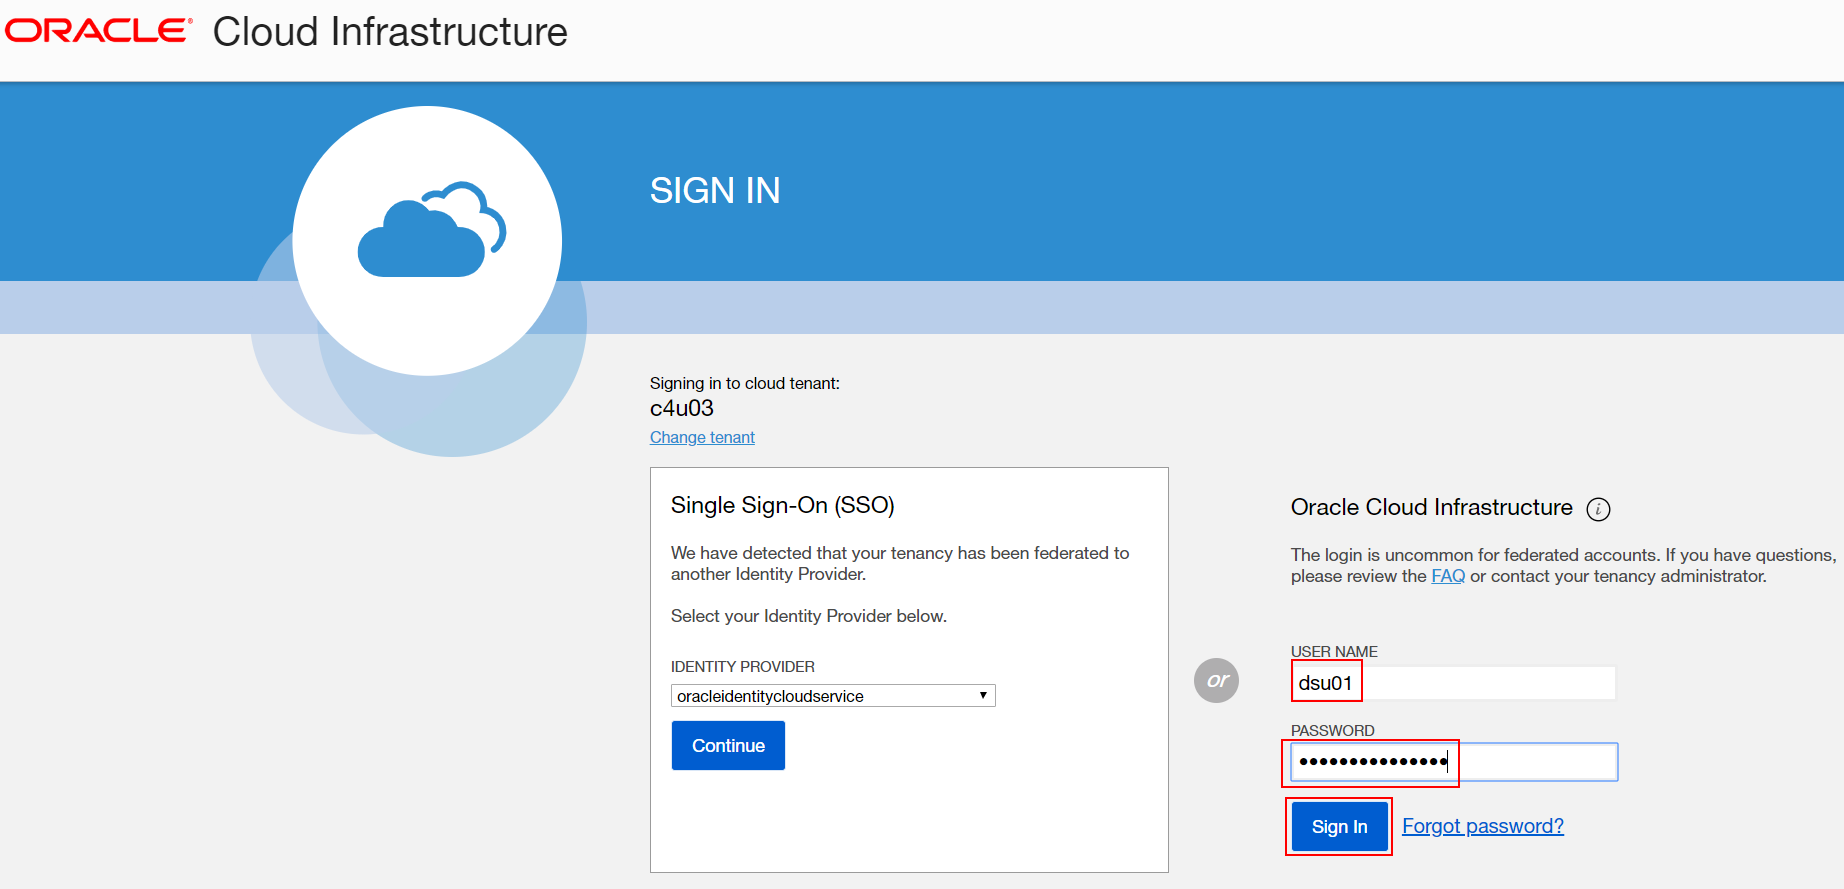 ORACLE® Cloud Infrastructure
SIGN IN
Signing in to cloud tenant:
c4u03
Change tenant
Single Sign-On (SSO)
We have detected that your tenancy has been federated to
another Identity Provider.
Select your Identity Provider below.
IDENTITY PROVIDER
oracleidentitycloudservice
Continue
or
Oracle Cloud Infrastructure i
The login is uncommon for federated accounts. If you have questions,
please review the FAQ or contact your tenancy administrator.
USER NAME
dsu01
PASSWORD
•••••••••••••••
Sign In Forgot password?